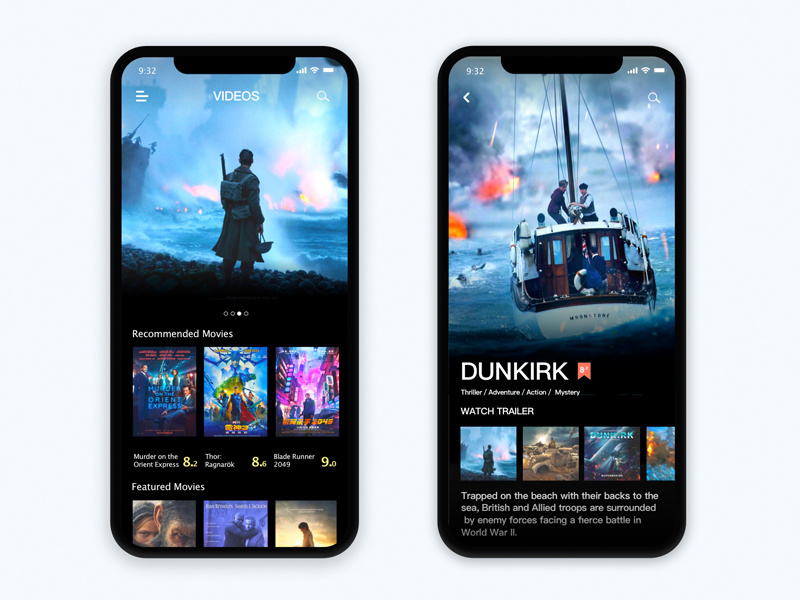 9:32
VIDEOS
Recommended Movies
MURDER
ON THE
ORIENT
EXPRESS
Murder on the
Orient Express 8.2
Thor:
Ragnarök 8.6
Blade Runner
2049 9.0
Featured Movies
9:32
MOONSTONE
DUNKIRK
Thriller / Adventure / Action / Mystery
WATCH TRAILER
DUNKIRK
Trapped on the beach with their backs to the
sea, British and Allied troops are surrounded
by enemy forces facing a fierce battle in
World War II.